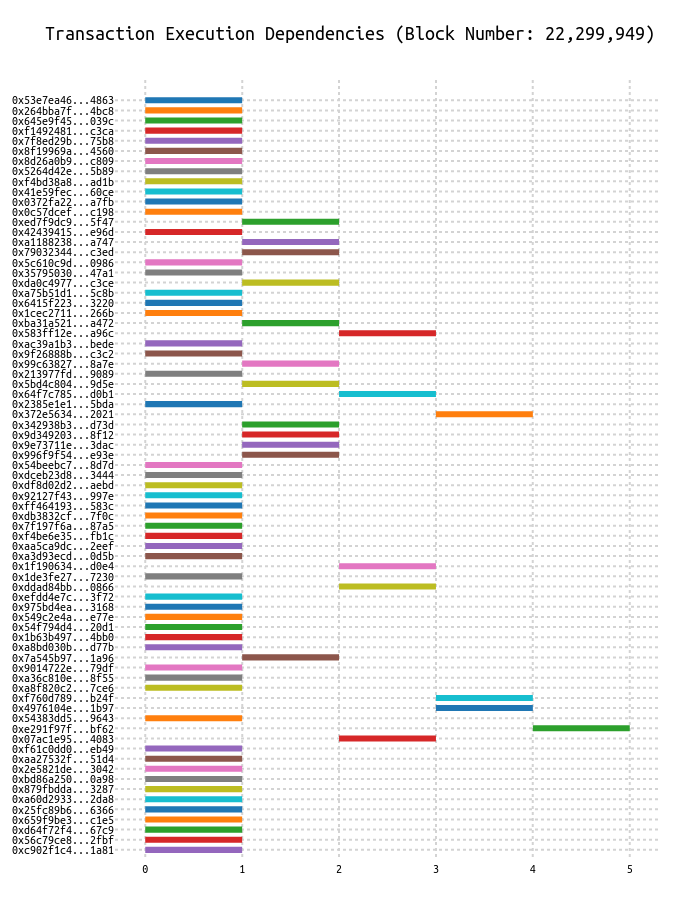 Transaction Execution Dependencies (Block Number: 22,299,949)
0x53e7ea46...4863
0x264bba7f...4bc8
0x645e9f45...039c
0xf1492481...c3ca
0x7f8ed29b...75b8
0x8f19969a...4560
0x8d26a0b9...c809
0x5264d42e...5b89
0xf4bd38a8...ad1b
0x41e59fec...60ce
0x0372fa22...a7fb
0x0c57dcef...c198
0xed7f9dc9...5f47
0x42439415...e96d
0xa1188238...a747
0x79032344...c3ed
0x5c610c9d...0986
0x35795030...47a1
0xda0c4977...c3ce
0xa75b51d1...5c8b
0x6415f223...3220
0x1cec2711...266b
0xba31a521...a472
0x583ff12e...a96c
0xac39a1b3...bede
0x9f26888b...c3c2
0x99c63827...8a7e
0x213977fd...9089
0x5bd4c804...9d5e
0x64f7c785...d0b1
0x2385e1e1...5bda
0x372e5634...2021
0x342938b3...d73d
0x9d349203...8f12
0x9e73711e...3dac
0x996f9f54...e93e
0x54beebc7...8d7d
0xdceb23d8...3444
0xdf8d02d2...aebd
0x92127f43...997e
0xff464193...583c
0xdb3832cf...7f0c
0x7f197f6a...87a5
0xf4be6e35...fb1c
0xaa5ca9dc...2eef
0xa3d93ecd...0d5b
0x1f190634...d0e4
0x1de3fe27...7230
0xddad84bb...0866
0xefdd4e7c...3f72
0x975bd4ea...3168
0x549c2e4a...e77e
0x54f794d4...20d1
0x1b63b497...4bb0
0xa8bd030b...d77b
0x7a545b97...1a96
0x9014722e...79df
0xa36c810e...8f55
0xa8f820c2...7ce6
0xf760d789...b24f
0x4976104e...1b97
0x54383dd5...9643
0xe291f97f...bf62
0x07ac1e95...4083
0xf61c0dd0...eb49
0xaa27532f...51d4
0x2e5821de...3042
0xbd86a250...0a98
0x879fbdda...3287
0xa60d2933...2da8
0x25fc89b6...6366
0x659f9be3...c1e5
0xd64f72f4...67c9
0x56c79ce8...2fbf
0xc902f1c4...1a81
0 1 2 3 4 5